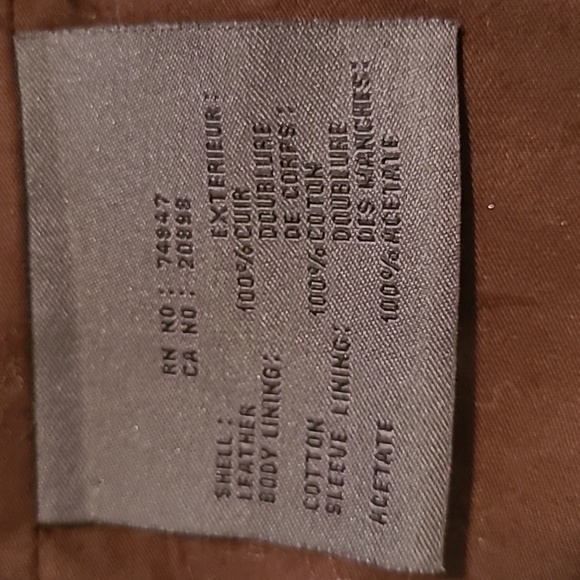 RN NO: 74947
CA NO: 20898
SHELL: EXTERIEUR:
LEATHER 100% CUIR
BODY LINING: DOUBLURE
DE CORPS:
COTTON 100% COTON
SLEEVE LINING: DOUBLURE
DES MANCHES:
ACETATE 100% ACETATE